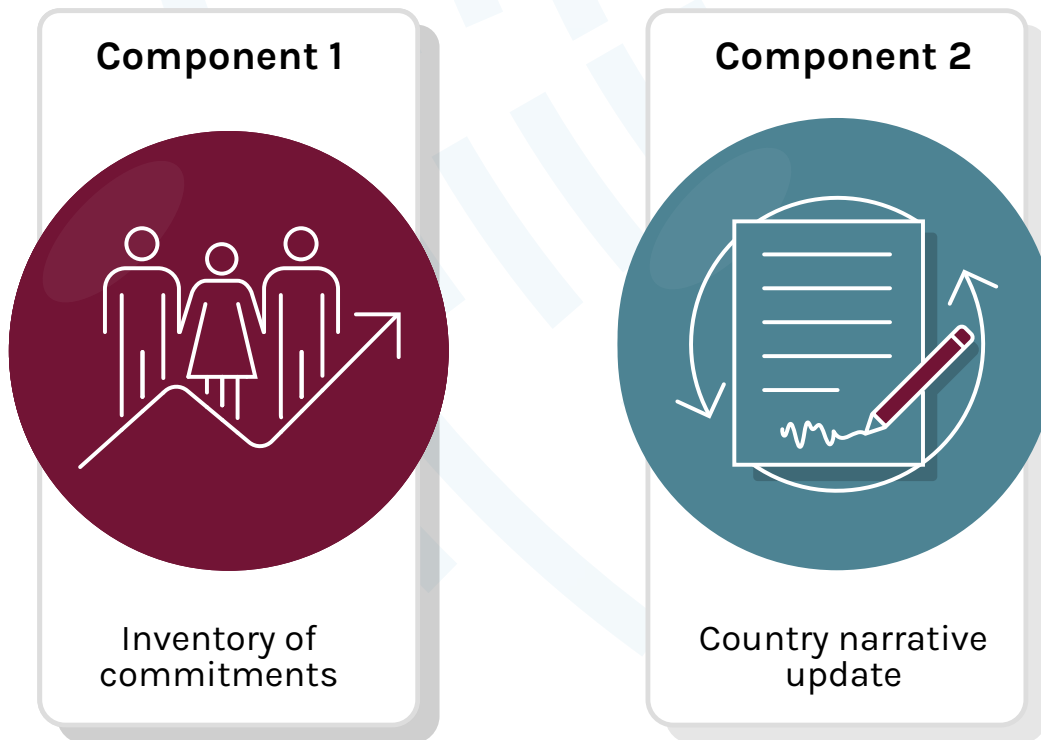 Component 1
Inventory of
commitments
Component 2
Country narrative
update